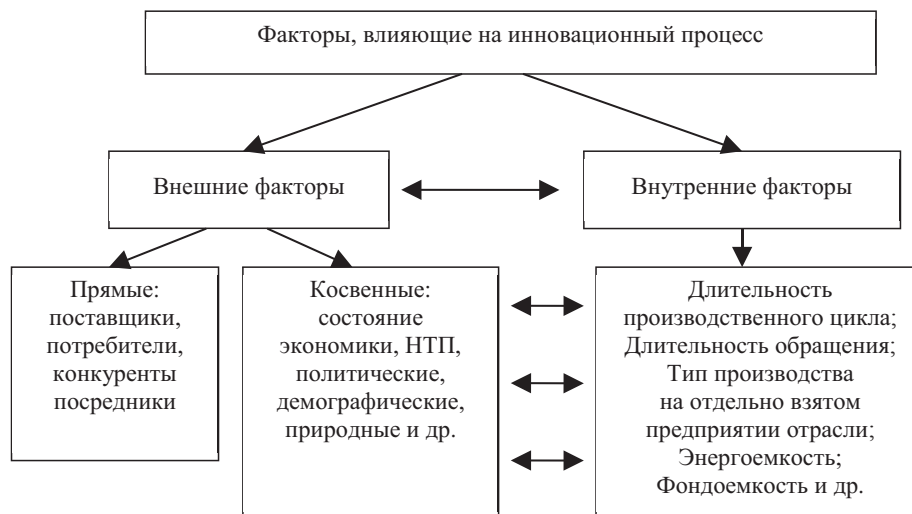 Факторы, влияющие на инновационный процесс
Внешние факторы
Внутренние факторы
Прямые:
поставщики,
потребители,
конкуренты
посредники
Косвенные:
состояние
экономики, НТП,
политические,
демографические,
природные и др.
Длительность
производственного цикла;
Длительность обращения;
Тип производства
на отдельно взятом
предприятии отрасли;
Энергоемкость;
Фондоемкость и др.